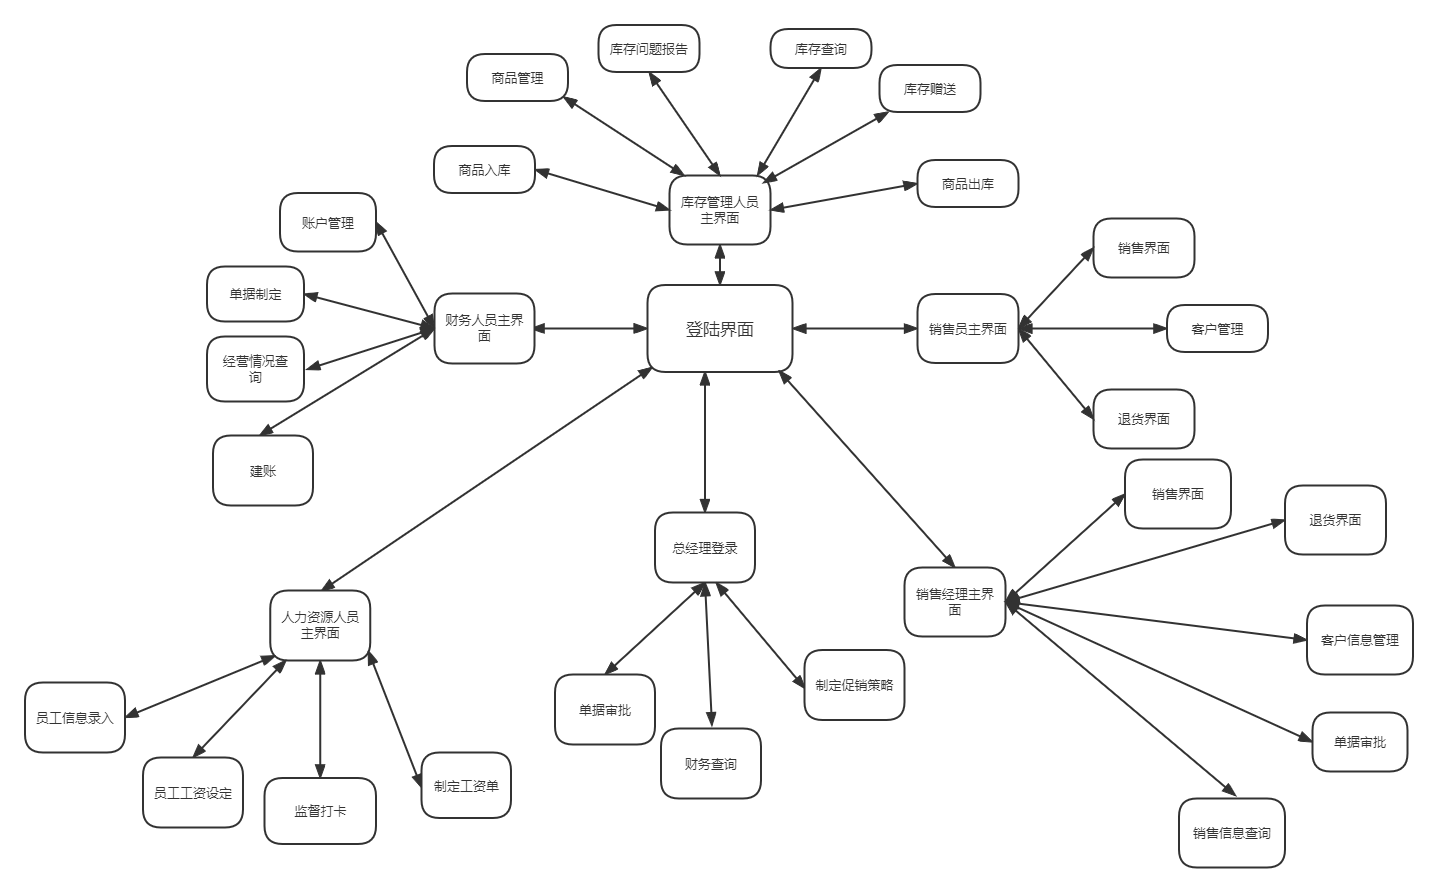 库存问题报告
库存查询
商品管理
库存赠送
商品入库
商品出库
库存管理人员
主界面
账户管理
销售界面
单据制定
财务人员主界
面
登陆界面
销售员主界面
客户管理
经营情况查
询
退货界面
建账
销售界面
退货界面
总经理登录
销售经理主界
面
人力资源人员
主界面
客户信息管理
制定促销策略
员工信息录入
单据审批
单据审批
财务查询
制定工资单
员工工资设定
监督打卡
销售信息查询